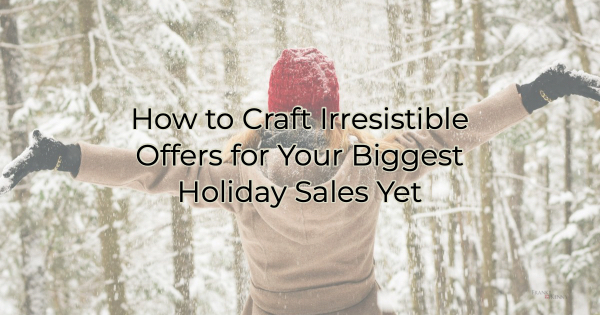 How to Craft Irresistible
Offers for Your Biggest
Holiday Sales Yet